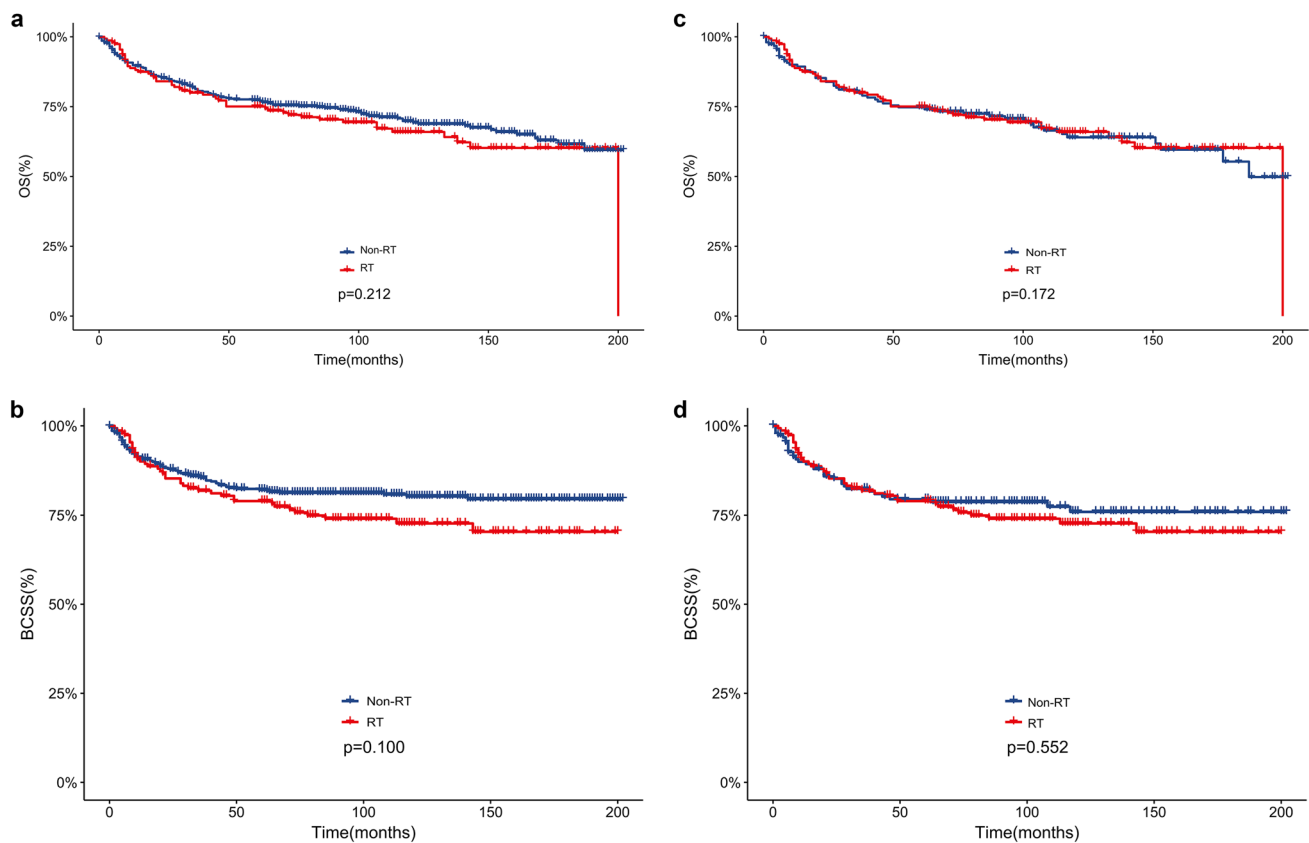 a
100%
75%
50%
25%
0%
OS(%)
Non-RT
RT
p=0.212
0 50 100 150 200
Time(months)
c
100%
75%
50%
25%
0%
OS(%)
Non-RT
RT
p=0.172
0 50 100 150 200
Time(months)
b
100%
75%
50%
25%
0%
BCSS(%)
Non-RT
RT
p=0.100
0 50 100 150 200
Time(months)
d
100%
75%
50%
25%
0%
BCSS(%)
Non-RT
RT
p=0.552
0 50 100 150 200
Time(months)